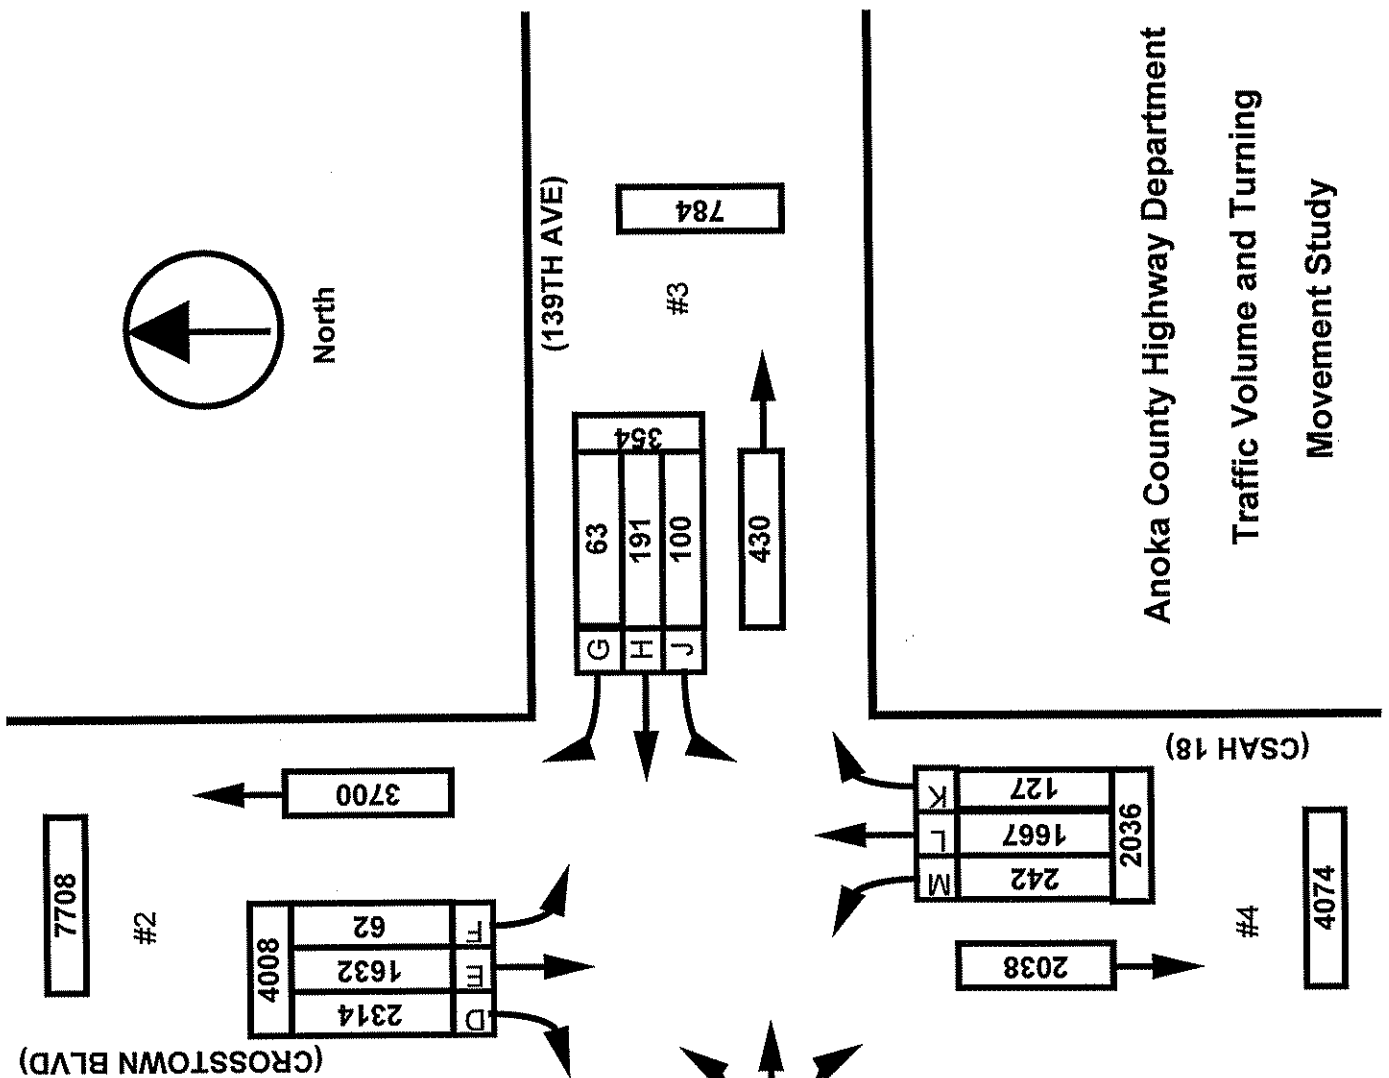 (CROSSTOWN BLVD)
7708
#2
4008
2314
1632
62
D
E
F
3700
North
(139TH AVE)
354
G 63
H 191
J 100
430
#3
784
2038
M
L
K
242
1667
127
2036
#4
4074
(CSAH 18)
Anoka County Highway Department
Traffic Volume and Turning
Movement Study